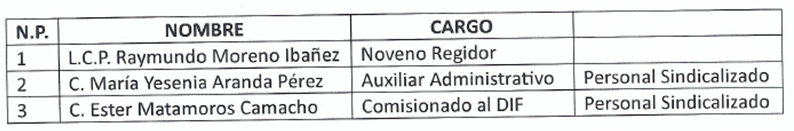 N.P. NOMBRE CARGO
1 L.C.P. Raymundo Moreno Ibañez Noveno Regidor
2 C. María Yesenia Aranda Pérez Auxiliar Administrativo Personal Sindicalizado
3 C. Ester Matamoros Camacho Comisionado al DIF Personal Sindicalizado